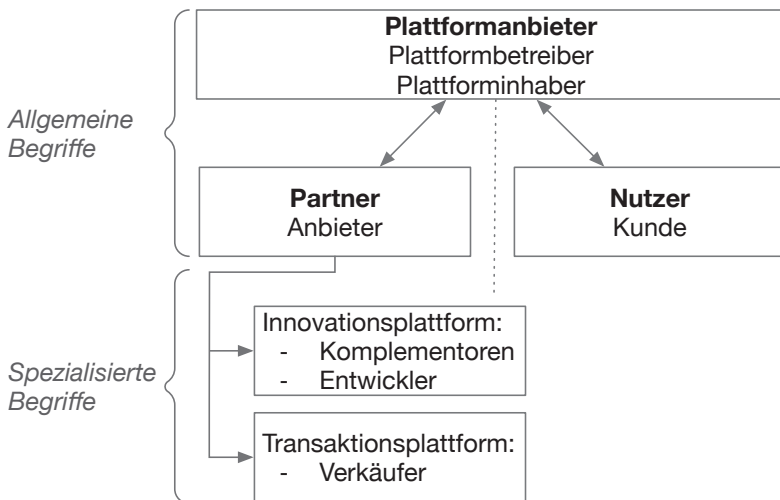 Plattformanbieter
Plattformbetreiber
Plattforminhaber
Allgemeine
Begriffe
Partner
Anbieter
Nutzer
Kunde
Spezialisierte
Begriffe
Innovationsplattform:
- Komplementoren
- Entwickler
Transaktionsplattform:
- Verkäufer